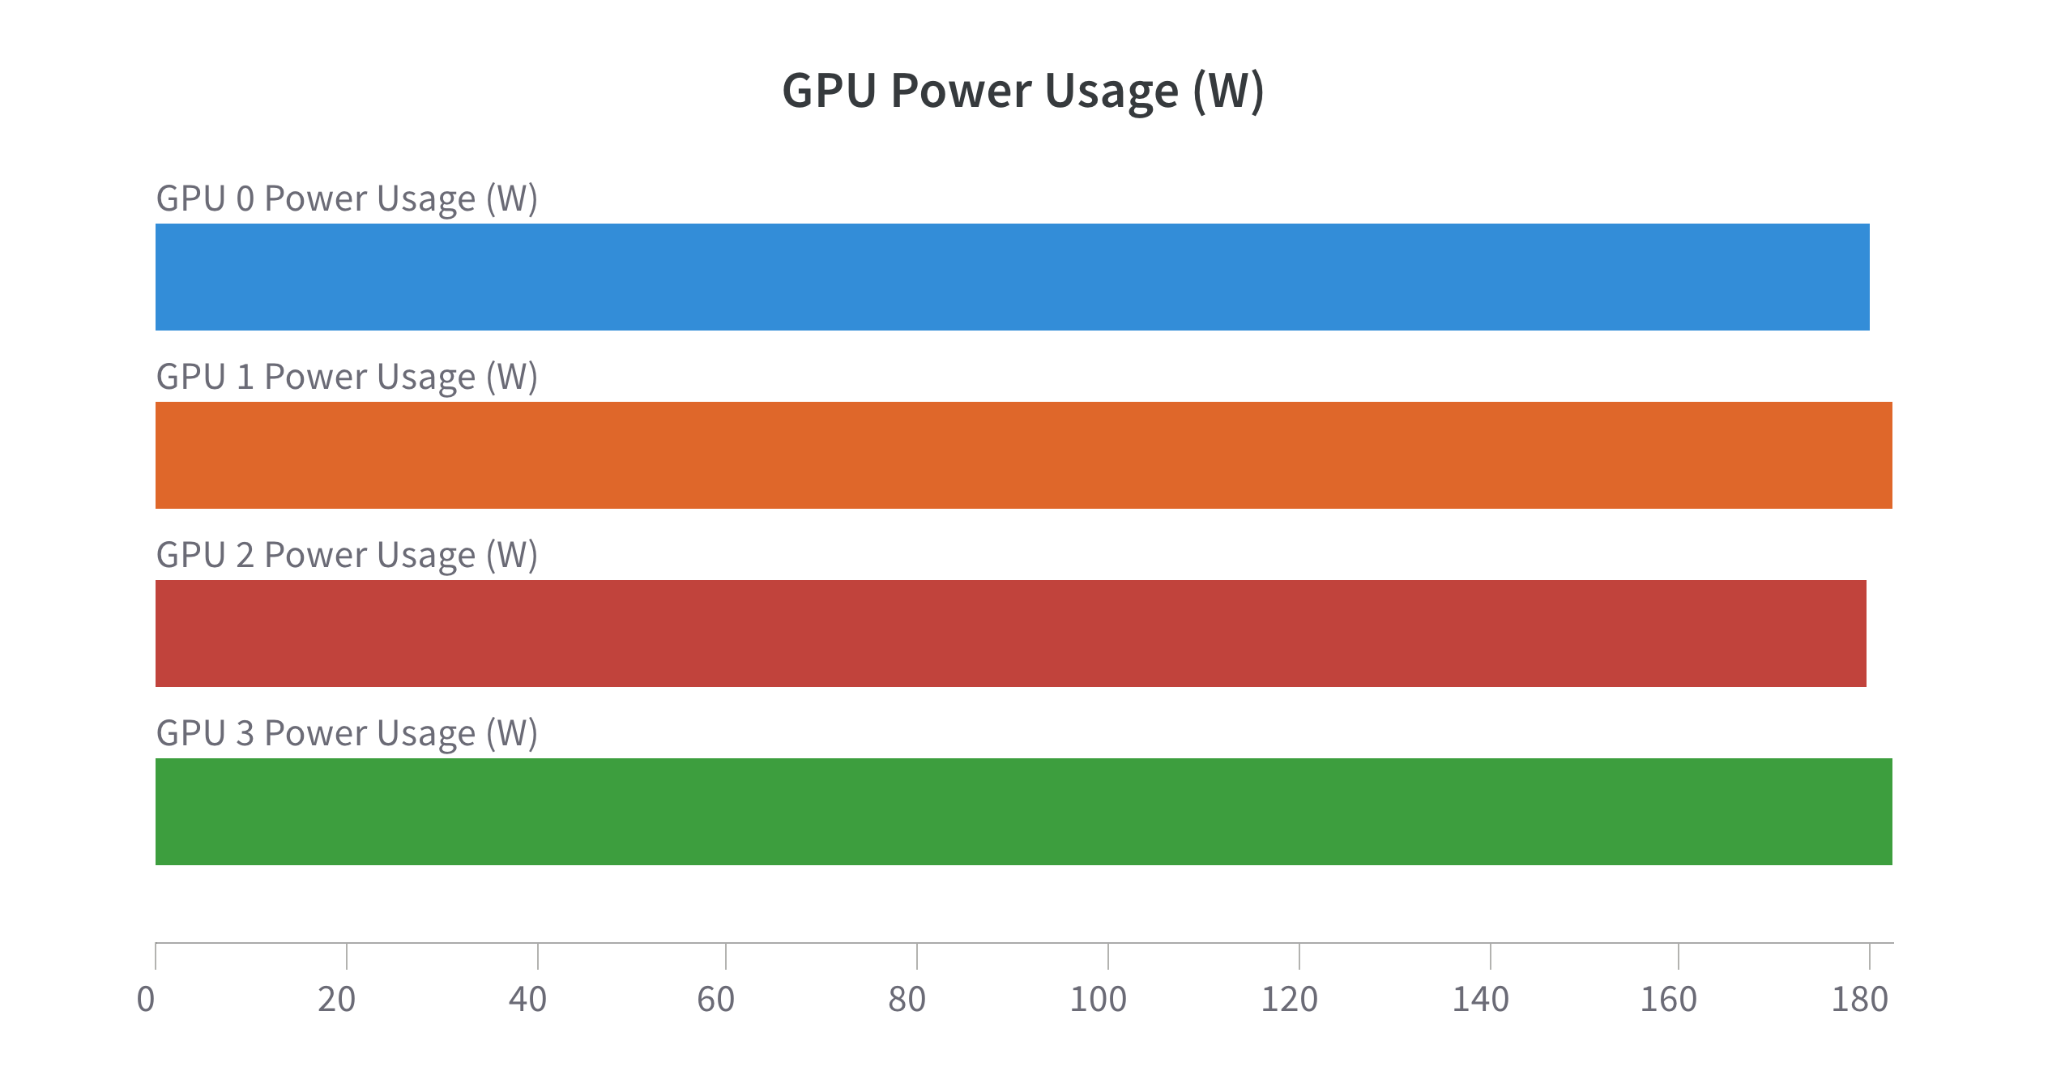 GPU Power Usage (W)
GPU 0 Power Usage (W)
GPU 1 Power Usage (W)
GPU 2 Power Usage (W)
GPU 3 Power Usage (W)
0 20 40 60 80 100 120 140 160 180